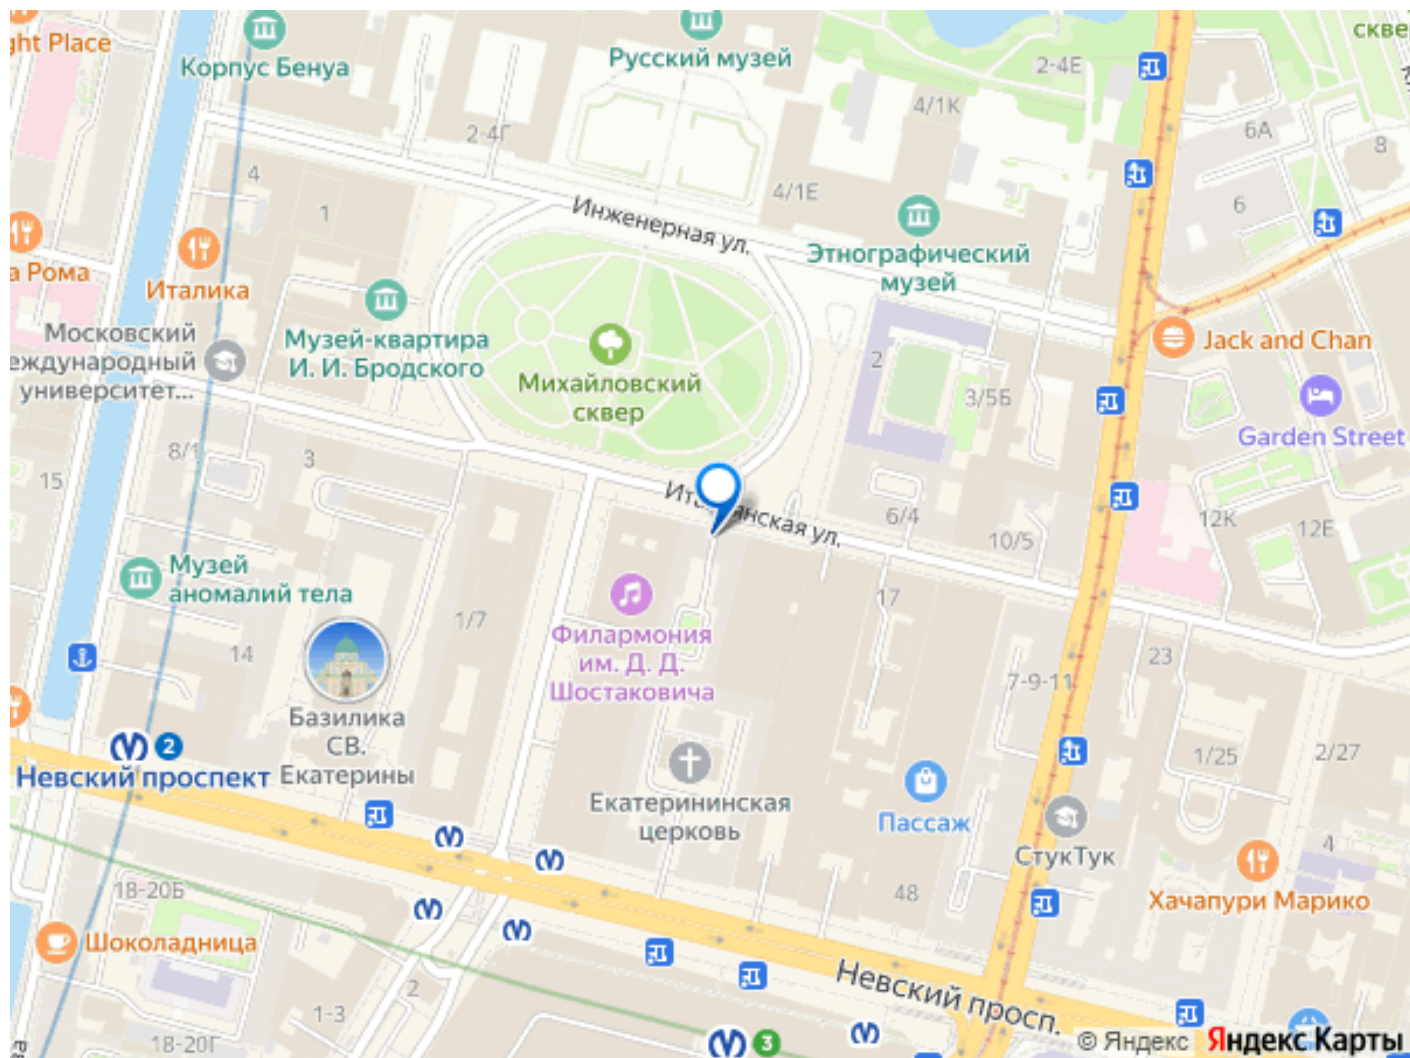 ght Place
Корпус Бенуа
Русский музей
скве
2-4Е
4/1К
6А
8
2-4Г
4
1
4/1Е
6
Инженерная ул.
Этнографический
музей
а Рома
Италика
Музей-квартира
И. И. Бродского
Московский
еждународный
университет...
Михайловский
сквер
2
3/5Б
Jack and Chan
Garden Street
8/1
3
15
6/4
10/5
12К
12Е
Музей
аномалий тела
1/7
14
17
23
7-9-11
Филармония
им. Д. Д.
Шостаковича
Базилика
СВ.
Екатерины
2
Невский проспект
Екатерининская
церковь
Пассаж
1/25
2/27
СтукТук
4
Хачапури Марико
18-20Б
48
Шоколадница
2
1-3
18-20Г
Невский просп.
3
© Яндекс Яндекс Карты